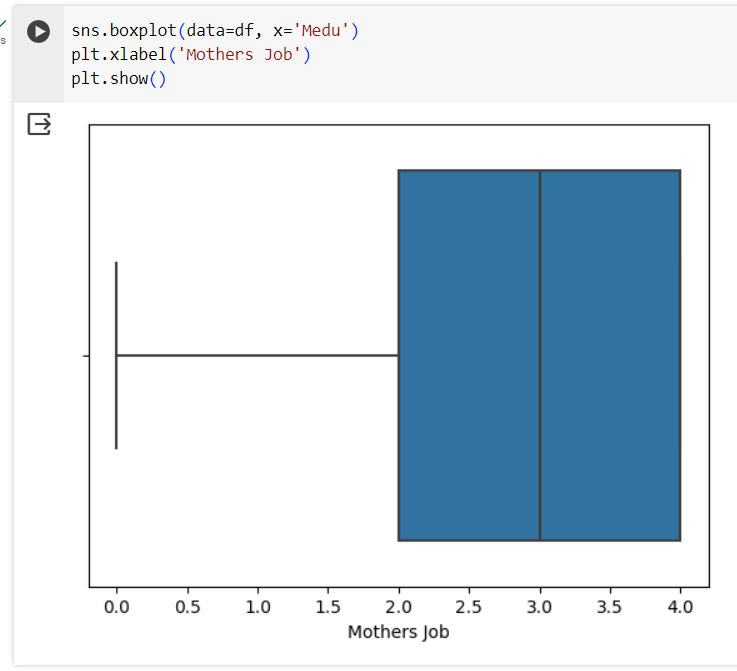 s
sns.boxplot(data=df, x='Medu')
plt.xlabel('Mothers Job')
plt.show()
0.0 0.5 1.0 1.5 2.0 2.5 3.0 3.5 4.0
Mothers Job